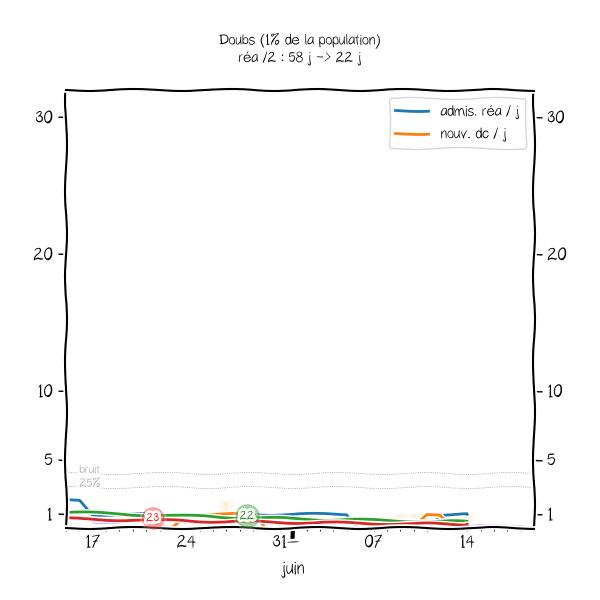 Doubs (1% de la population)
réa /2 : 58 j -> 22 j
admis. réa / j
nouv. dc / j
30 30
20 20
10 10
5 5
bruit
25%
1 23 22 1
17 24 31 07 14
juin